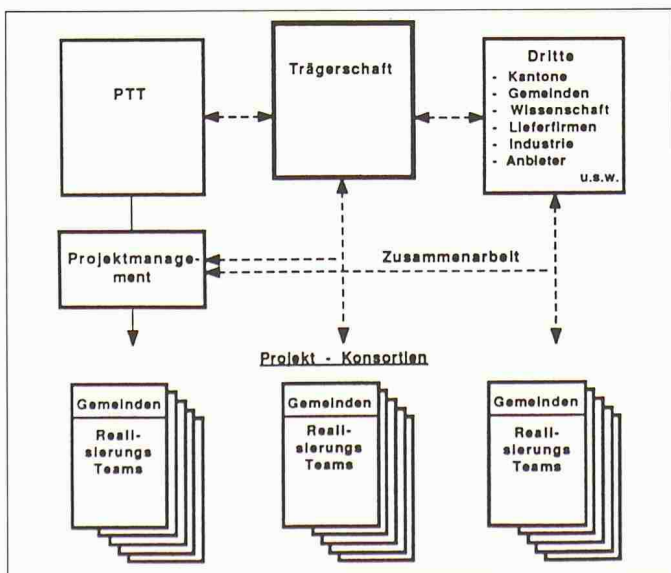 PTT
Trägerschaft
Dritte
- Kantone
- Gemeinden
- Wissenschaft
- Lieferfirmen
- Industrie
- Anbieter
u.s.w.
Projektmanage-
ment
Zusammenarbeit
Projekt - Konsortien
Gemeinden
Reali-
sierungs
Teams
Gemeinden
Reali-
sierungs
Teams
Gemeinden
Reali-
sierungs
Teams